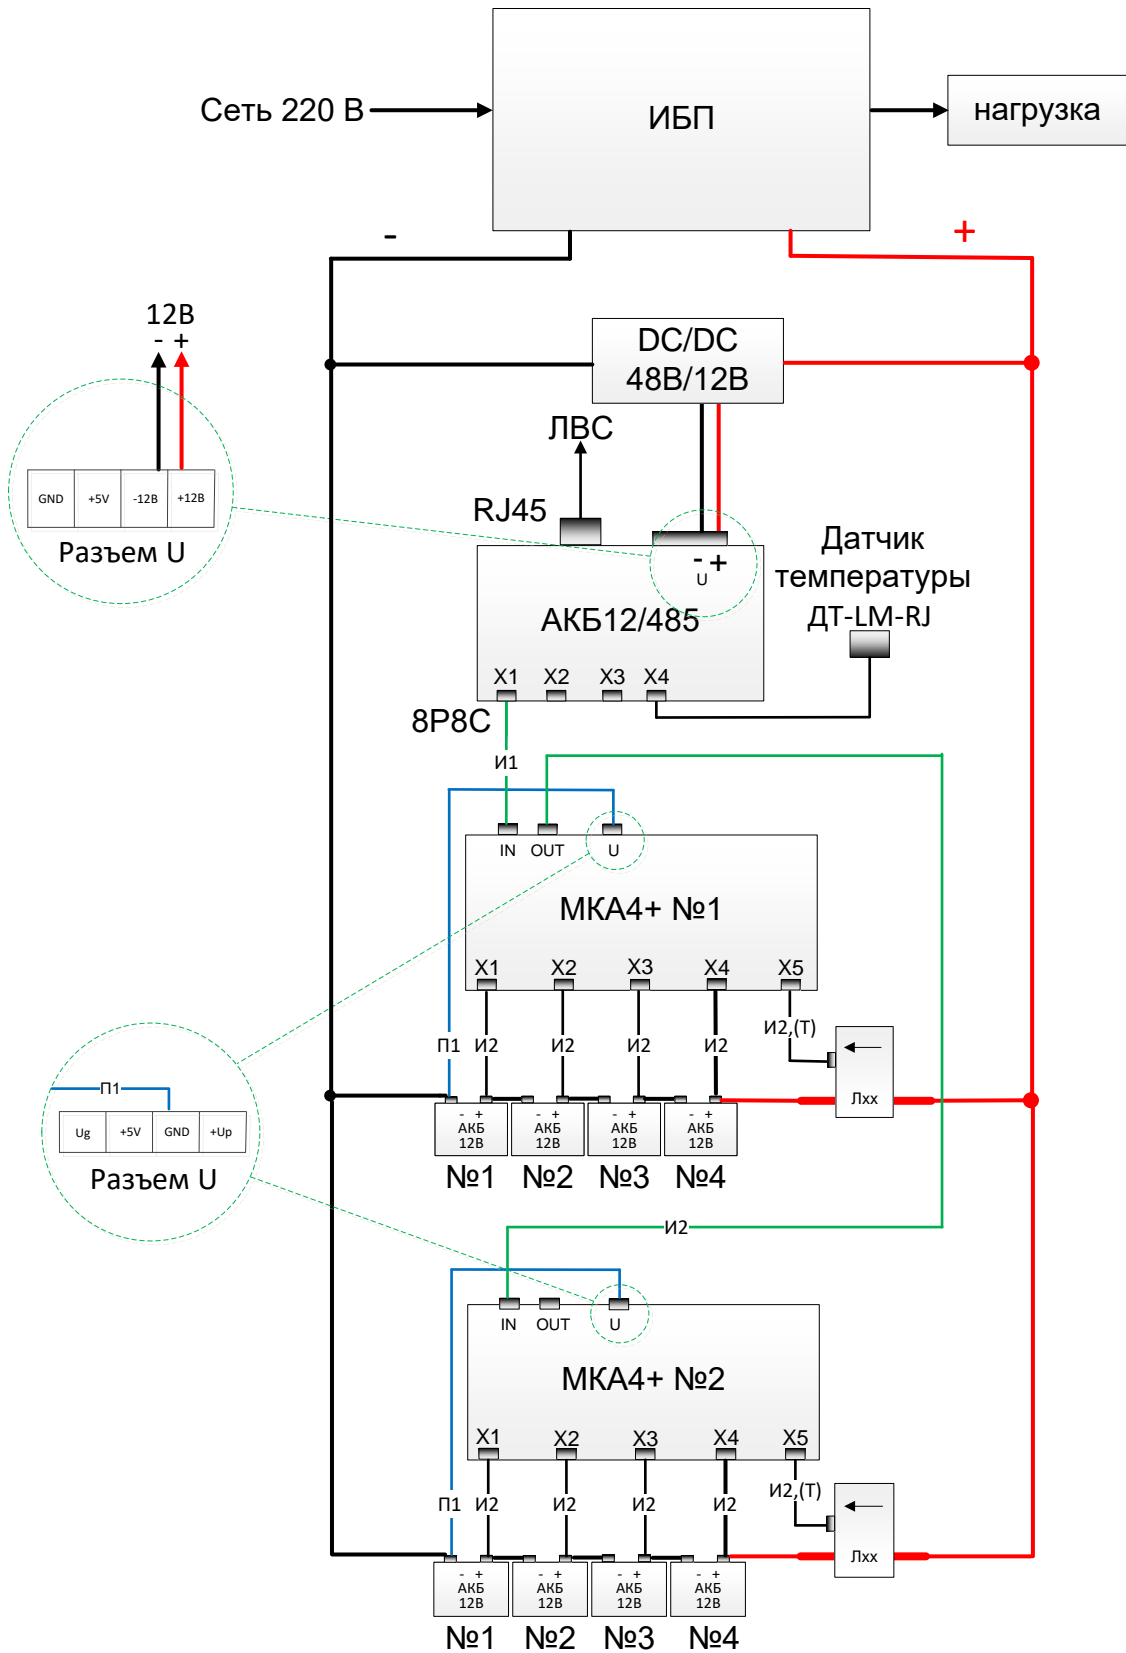 Сеть 220 В
ИБП
нагрузка
-
+
12В
- +
GND +5V -12В +12В
Разъем U
DC/DC
48В/12В
ЛВС
RJ45
- +
U
АКБ12/485
X1 X2 X3 X4
Датчик
температуры
ДТ-LM-RJ
8P8C
И1
IN OUT U
МКА4+ №1
X1 X2 X3 X4 X5
П1 И2 И2 И2 И2 И2,(Т)
Лхх
- +
АКБ
12В
- +
АКБ
12В
- +
АКБ
12В
- +
АКБ
12В
№1 №2 №3 №4
П1
Ug +5V GND +Up
Разъем U
И2
IN OUT U
МКА4+ №2
X1 X2 X3 X4 X5
П1 И2 И2 И2 И2 И2,(Т)
Лхх
- +
АКБ
12В
- +
АКБ
12В
- +
АКБ
12В
- +
АКБ
12В
№1 №2 №3 №4